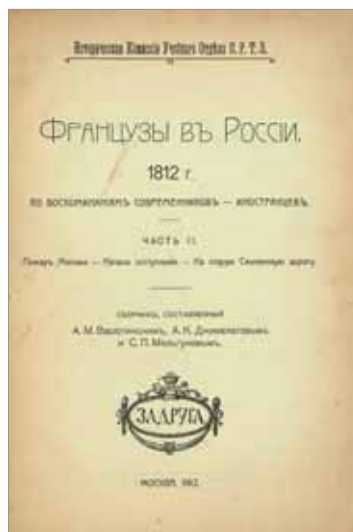 Историческая Комиссія Учебнаго Отдѣла О. Р. Т. З.
Французы въ Россіи.
1812 г.
ПО ВОСПОМИНАНІЯМЪ СОВРЕМЕННИКОВЪ — ИНОСТРАНЦЕВЪ.
ЧАСТЬ II.
Пожаръ Москвы — Начало отступленія — На старую Смоленскую дорогу.
СБОРНИКЪ, СОСТАВЛЕННЫЙ
А. М. Васютинскимъ, А. К. Дживелеговымъ
и С. П. Мельгуновымъ.
ЗАДРУГА
МОСКВА, 1912.